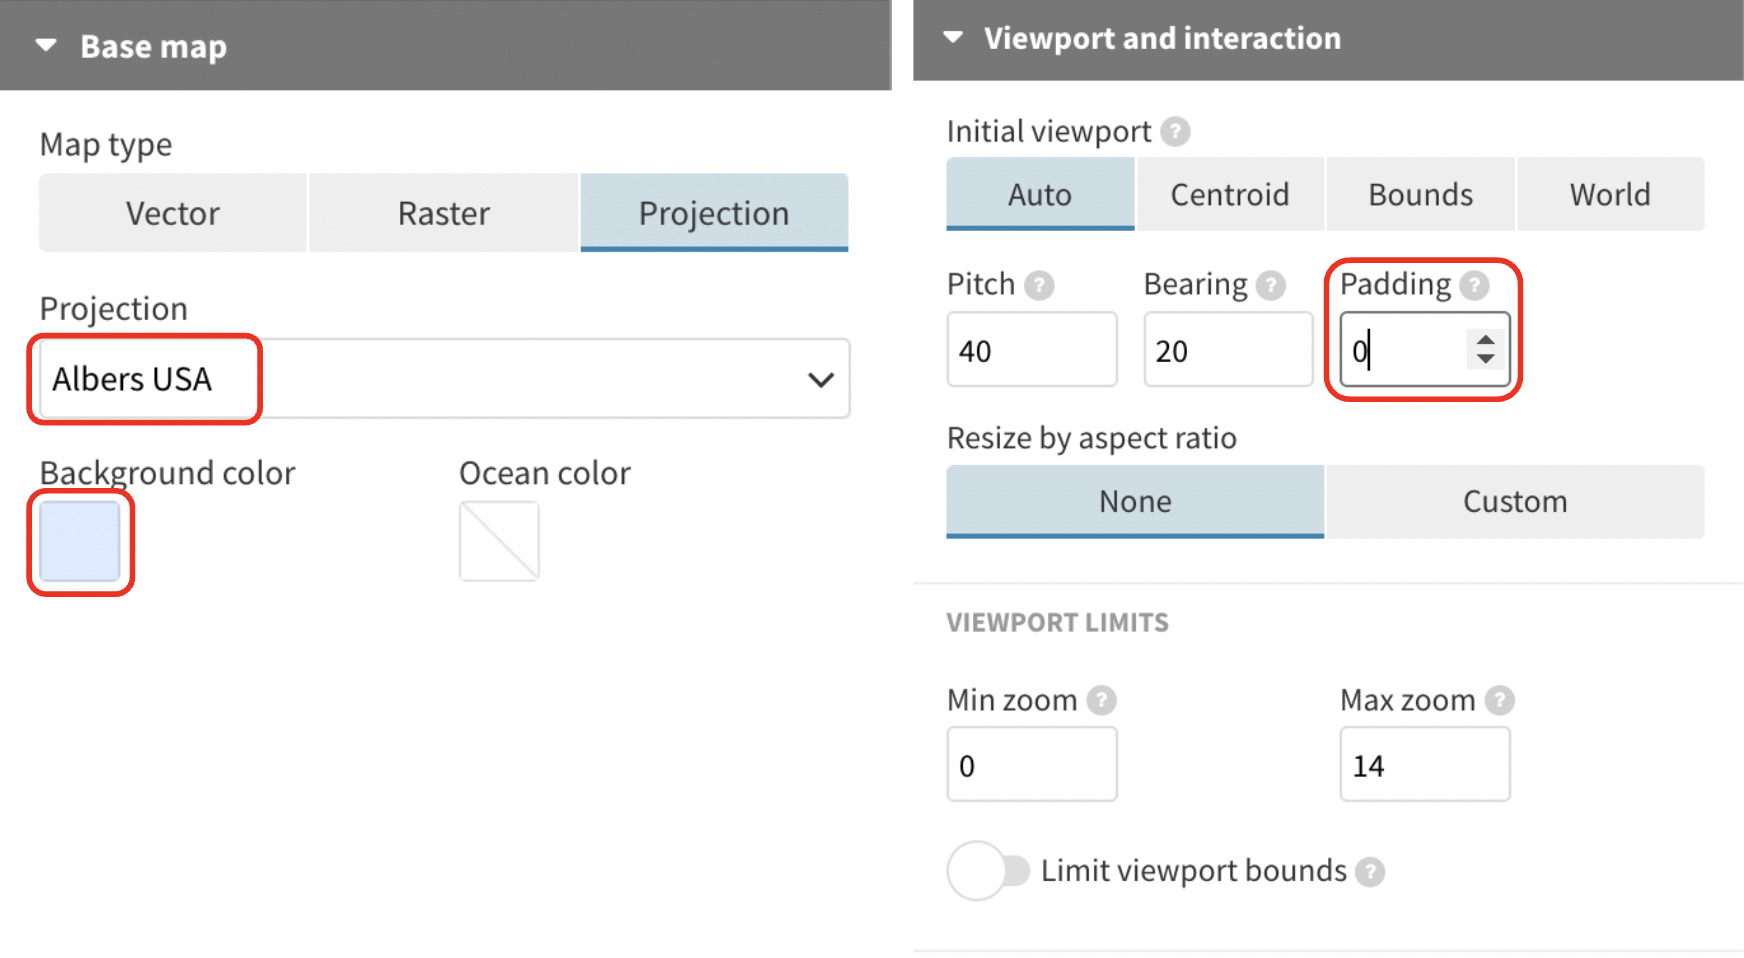 Base map
Map type
Vector Raster Projection
Projection
Albers USA
Background color Ocean color
Viewport and interaction
Initial viewport ?
Auto Centroid Bounds World
Pitch ? Bearing ? Padding ?
40 20 0
Resize by aspect ratio
None Custom
VIEWPORT LIMITS
Min zoom ? Max zoom ?
0 14
Limit viewport bounds ?